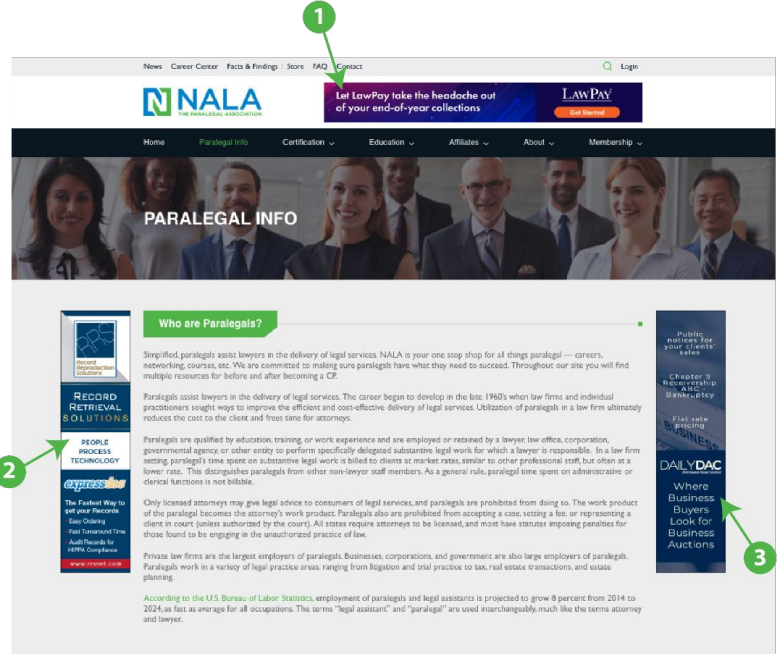 1
News Career Center Facts & Findings Store FAQ Contact Login
NALA
THE PARALEGAL ASSOCIATION
Let LawPay take the headache out
of your end-of-year collections
LAWPAY
Get Started
Home Paralegal Info Certification Education Affiliates About Membership
PARALEGAL INFO
RRS
Record
Reproduction
Solutions
RECORD
RETRIEVAL
SOLUTIONS
PEOPLE
PROCESS
TECHNOLOGY
2
The Fastest Way to
get your Records
Easy Ordering
Fast Turnaround Time
Audit Records for
HIPPA Compliance
www.rrsnet.com
Who are Paralegals?
Simplified, paralegals assist lawyers in the delivery of legal services. NALA is your one stop shop for all things paralegal — careers,
networking, courses, etc. We are committed to making sure paralegals have what they need to succeed. Throughout our site you will find
multiple resources for before and after becoming a CP.
Paralegals assist lawyers in the delivery of legal services. The career began to develop in the late 1960's when law firms and individual
practitioners sought ways to improve the efficient and cost-effective delivery of legal services. Utilization of paralegals in a law firm ultimately
reduces the cost to the client and frees time for attorneys.
Paralegals are qualified by education, training, or work experience and are employed or retained by a lawyer, law office, corporation,
governmental agency, or other entity to perform specifically delegated substantive legal work for which a lawyer is responsible. In a law firm
setting, paralegal's time spent on substantive legal work is billed to clients at market rates, similar to other professional staff, but often at a
lower rate. This distinguishes paralegals from other non-lawyer staff members. As a general rule, paralegal time spent on administrative or
clerical functions is not billable.
Only licensed attorneys may give legal advice to consumers of legal services, and paralegals are prohibited from doing so. The work product
of the paralegal becomes the attorney's work product. Paralegals also are prohibited from accepting a case, setting a fee, or representing a
client in court (unless authorized by the court). All states require attorneys to be licensed, and most have statutes imposing penalties for
those found to be engaging in the unauthorized practice of law.
Private law firms are the largest employers of paralegals. Businesses, corporations, and government are also large employers of paralegals.
Paralegals work in a variety of legal practice areas, ranging from litigation and trial practice to tax, real estate transactions, and estate
planning.
According to the U.S. Bureau of Labor Statistics, employment of paralegals and legal assistants is projected to grow 8 percent from 2014 to
2024, as fast as average for all occupations. The terms "legal assistant" and "paralegal" are used interchangeably, much like the terms attorney
and lawyer.
Public
notices for
your clients'
sales
Chapter 9
Receivership
ABC -
Bankruptcy
Flat rate
pricing
BUSINESS
DAILYDAC
Where
Business
Buyers
Look for
Business
Auctions
3